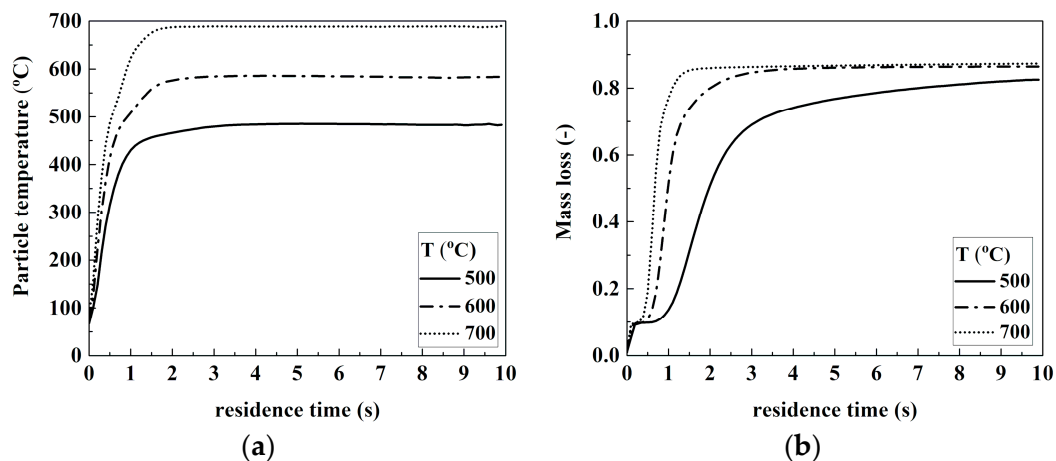 700
600
500
400
300
200
100
0
Particle temperature (°C)
0 1 2 3 4 5 6 7 8 9 10
residence time (s)
T (°C)
500
600
700
(a)
1.0
0.8
0.6
0.4
0.2
0.0
Mass loss (-)
0 1 2 3 4 5 6 7 8 9 10
residence time (s)
T (°C)
500
600
700
(b)